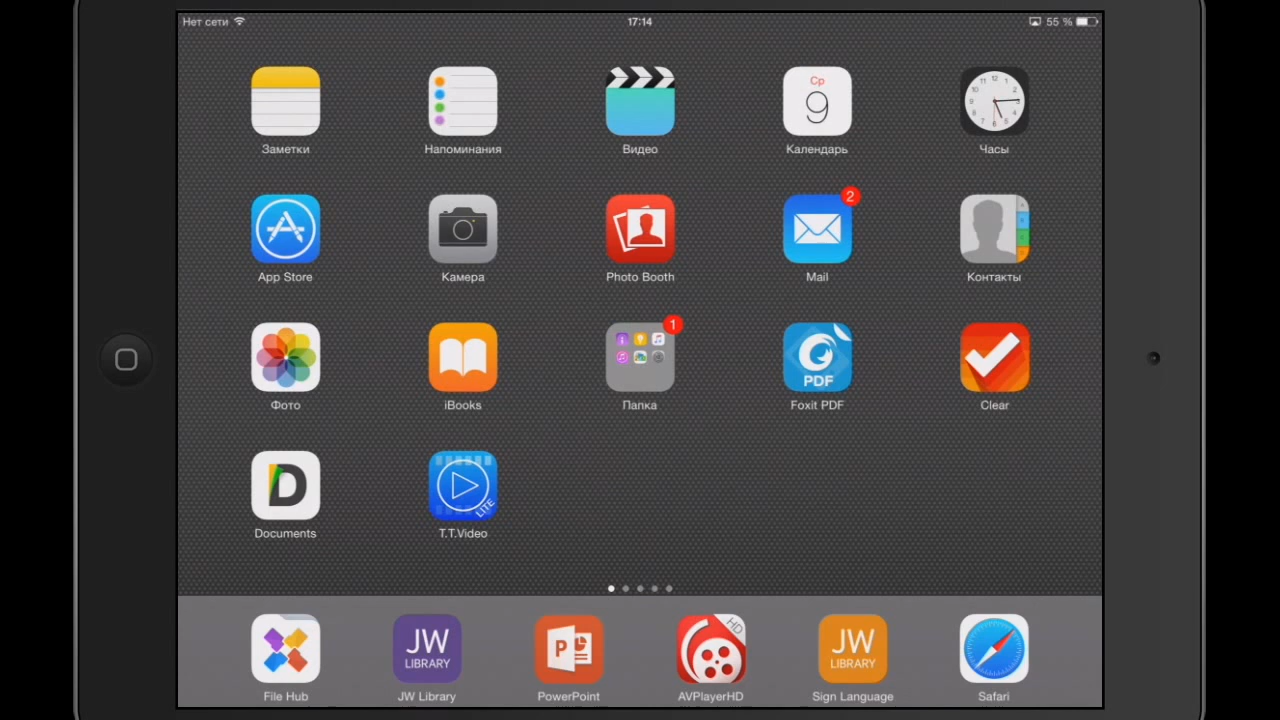 Нет сети 17:14 55 %
Ср
9
Заметки Напоминания Видео Календарь Часы
2
App Store Камера Photo Booth Mail Контакты
1
PDF
Фото iBooks Папка Foxit PDF Clear
D
LITE
Documents T.T.Video
JW LIBRARY
P
HD
JW LIBRARY
File Hub JW Library PowerPoint AVPlayerHD Sign Language Safari